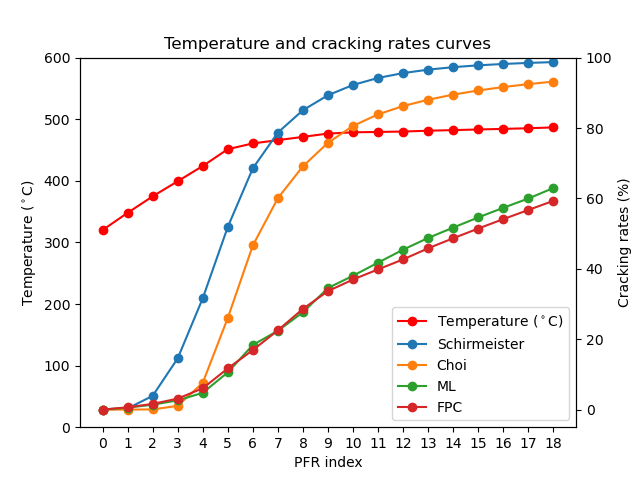 Temperature and cracking rates curves
Temperature (°C)
600
500
400
300
200
100
0
100
80
60
40
20
0
Cracking rates (%)
Temperature (°C)
Schirmeister
Choi
ML
FPC
0 1 2 3 4 5 6 7 8 9 10 11 12 13 14 15 16 17 18
PFR index